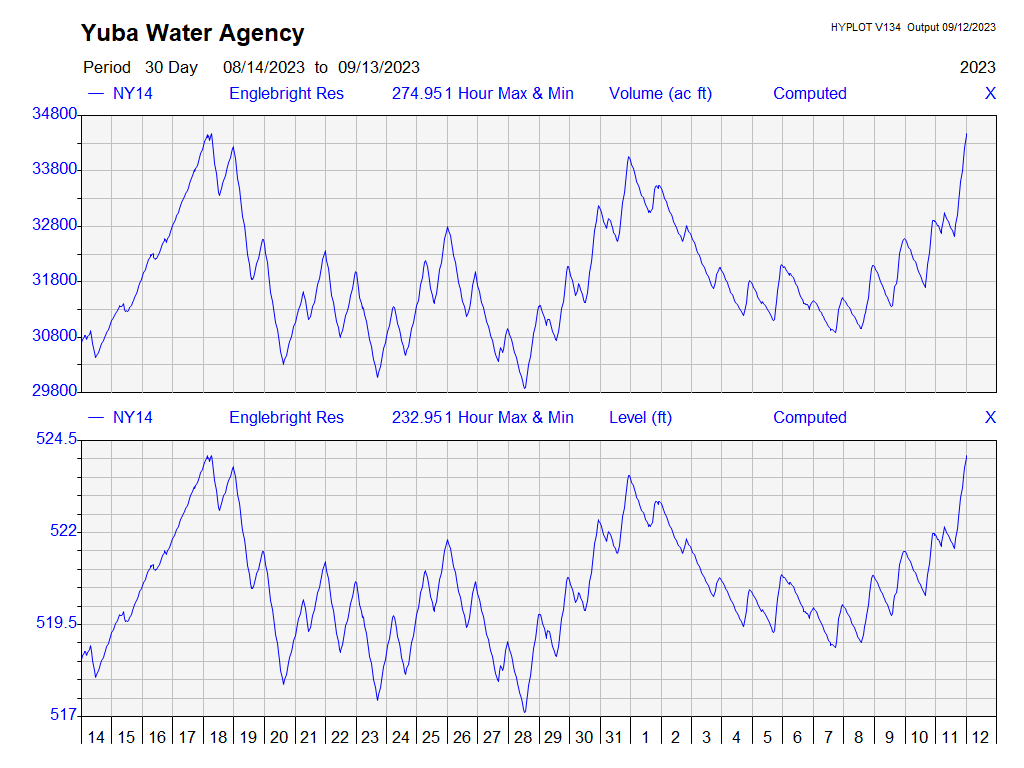 Yuba Water Agency
HYPLOT V134 Output 09/12/2023
Period 30 Day 08/14/2023 to 09/13/2023 2023
NY14 Englebright Res 274.951 Hour Max & Min Volume (ac ft) Computed X
34800
33800
32800
31800
30800
29800
NY14 Englebright Res 232.951 Hour Max & Min Level (ft) Computed X
524.5
522
519.5
517
14 15 16 17 18 19 20 21 22 23 24 25 26 27 28 29 30 31 1 2 3 4 5 6 7 8 9 10 11 12